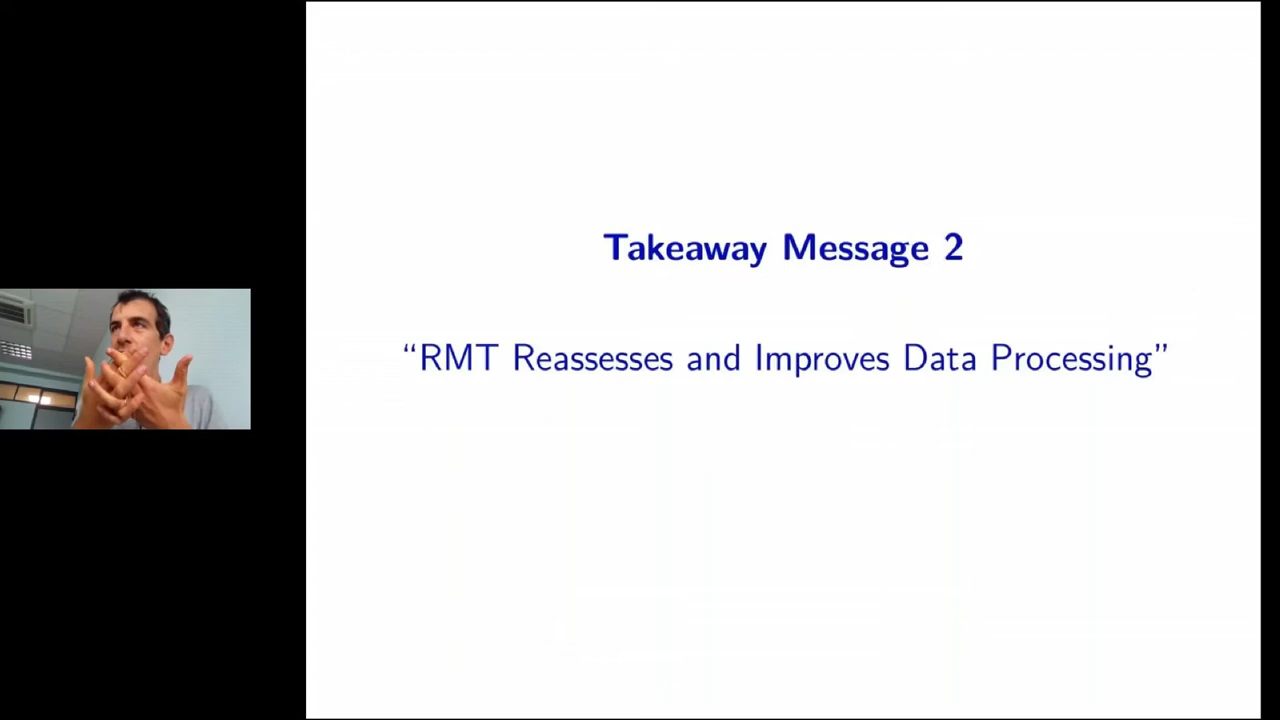 Takeaway Message 2
“RMT Reassesses and Improves Data Processing”